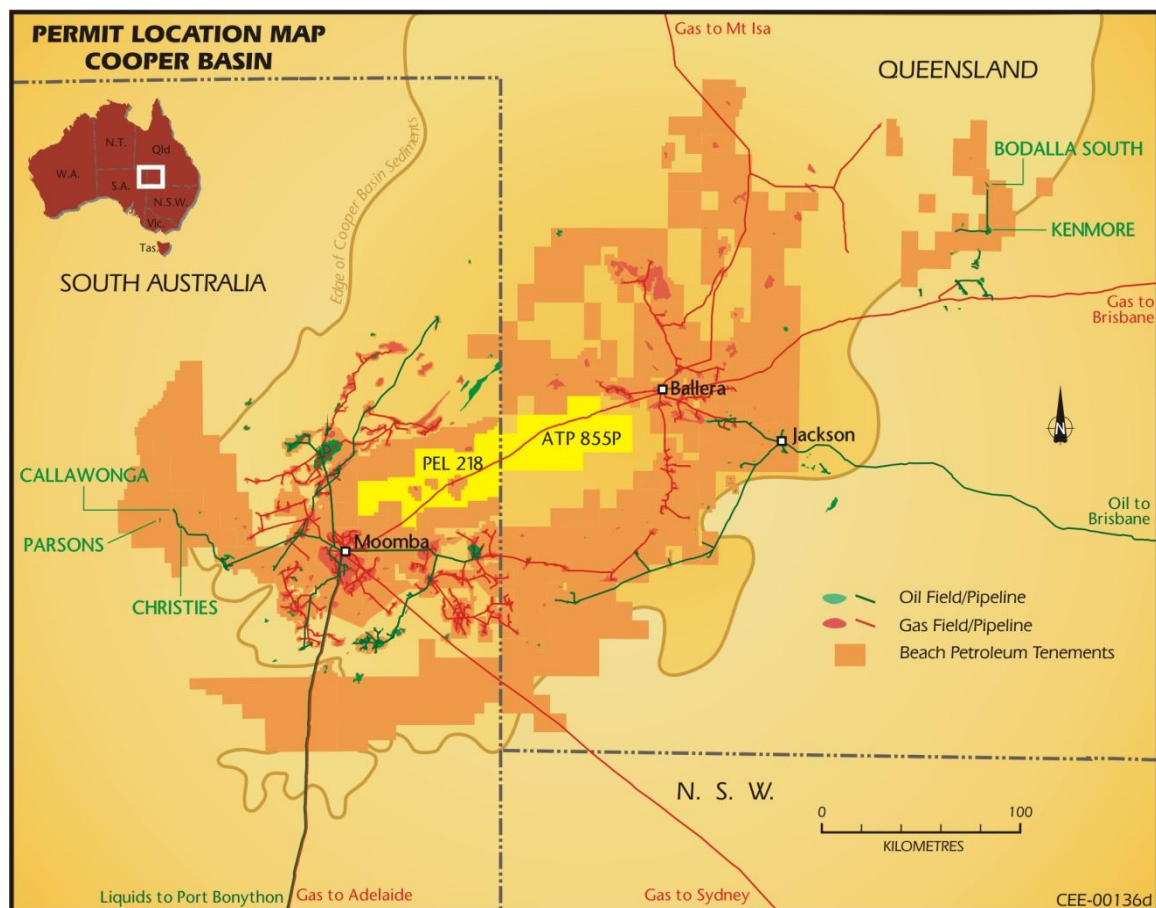 PERMIT LOCATION MAP
COOPER BASIN
Gas to Mt Isa
QUEENSLAND
N.T.
Qld
W.A.
S.A.
N.S.W.
Vic.
Tas.
SOUTH AUSTRALIA
Edge of Cooper Basin Sediments
BODALLA SOUTH
KENMORE
Gas to
Brisbane
Ballera
N
ATP 855P
Jackson
PEL 218
CALLAWONGA
PARSONS
Moomba
Oil to
Brisbane
CHRISTIES
Oil Field/Pipeline
Gas Field/Pipeline
Beach Petroleum Tenements
N. S. W.
0
100
KILOMETRES
Liquids to Port Bonython
Gas to Adelaide
Gas to Sydney
CEE-00136d